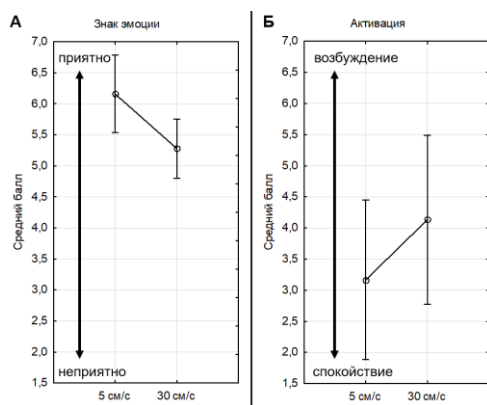 А
Знак эмоции
7,0
6,5
6,0
5,5
5,0
4,5
4,0
3,5
3,0
2,5
2,0
1,5
Средний балл
приятно
неприятно
5 см/с
30 см/с
Б
Активация
7,0
6,5
6,0
5,5
5,0
4,5
4,0
3,5
3,0
2,5
2,0
1,5
Средний балл
возбуждение
спокойствие
5 см/с
30 см/с